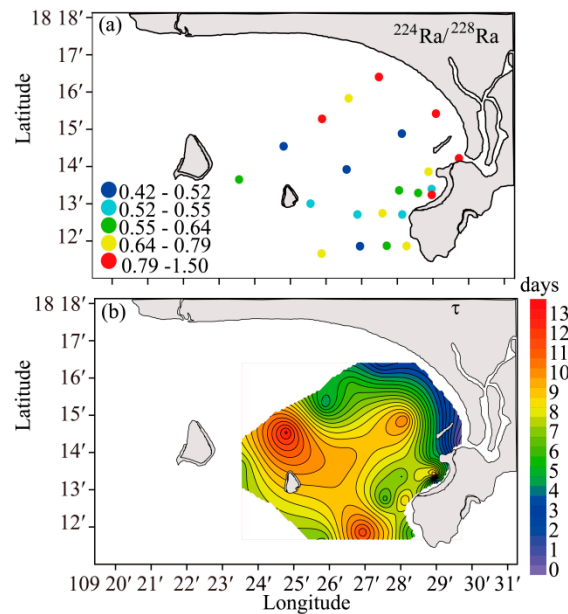 (a) ²²⁴Ra/²²⁸Ra
18 18′
16′
15′
14′
13′
12′
Latitude
0.42 - 0.52
0.52 - 0.55
0.55 - 0.64
0.64 - 0.79
0.79 -1.50
(b) τ
days
18 18′
16′
15′
14′
13′
12′
Latitude
13
12
10
9
8
7
6
5
4
3
2
1
0
109 20′ 21′ 22′ 23′ 24′ 25′ 26′ 27′ 28′ 29′ 30′ 31′
Longitude